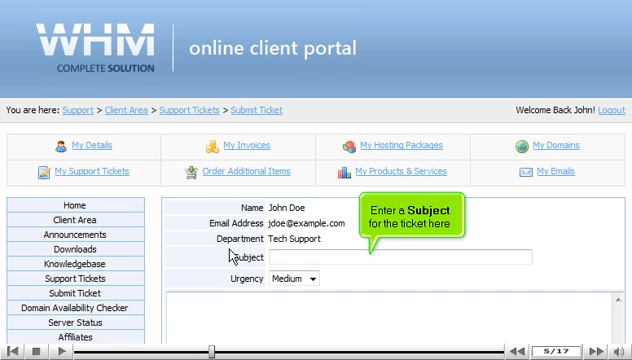 WHM
COMPLETE SOLUTION
online client portal
You are here: Support > Client Area > Support Tickets > Submit Ticket
Welcome Back John! Logout
My Details
My Invoices
My Hosting Packages
My Domains
My Support Tickets
Order Additional Items
My Products & Services
My Emails
Home
Client Area
Announcements
Downloads
Knowledgebase
Support Tickets
Submit Ticket
Domain Availability Checker
Server Status
Affiliates
Name John Doe
Email Address jdoe@example.com
Department Tech Support
Subject
Urgency Medium
Enter a Subject
for the ticket here
5/17